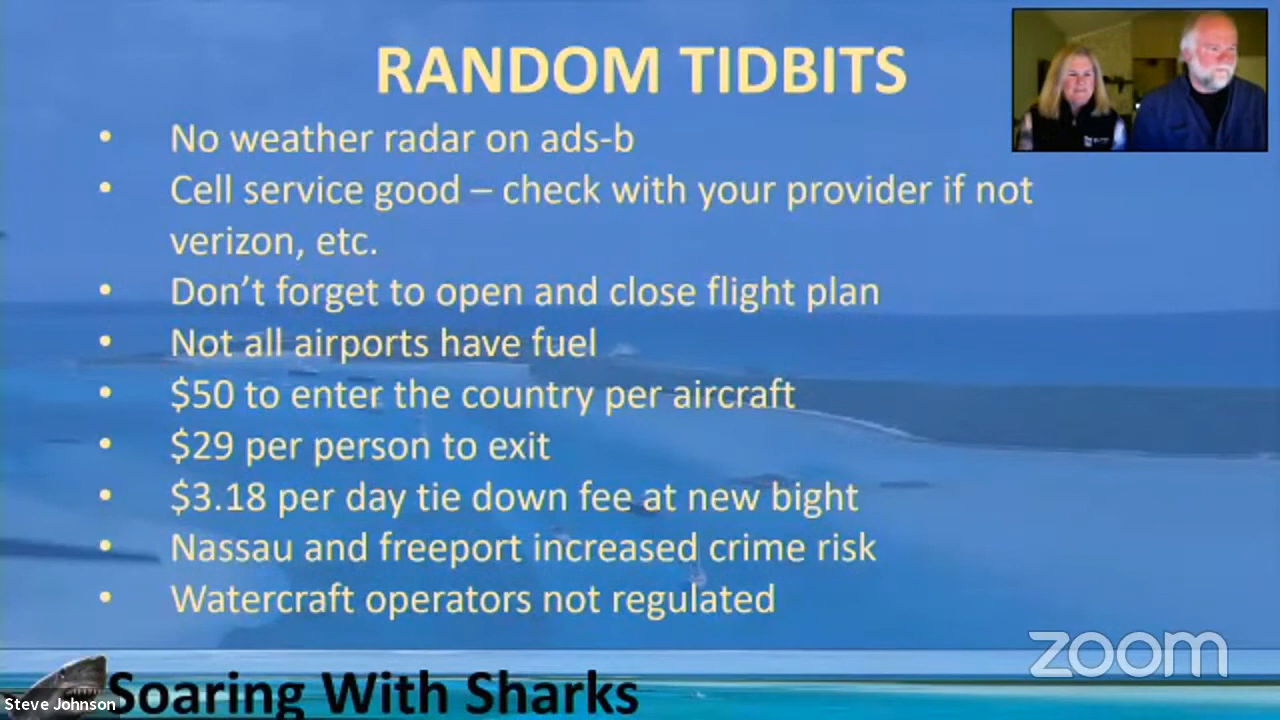 RANDOM TIDBITS
• No weather radar on ads-b
• Cell service good – check with your provider if not
verizon, etc.
• Don’t forget to open and close flight plan
• Not all airports have fuel
• $50 to enter the country per aircraft
• $29 per person to exit
• $3.18 per day tie down fee at new bight
• Nassau and freeport increased crime risk
• Watercraft operators not regulated
zoom
Soaring With Sharks
Steve Johnson